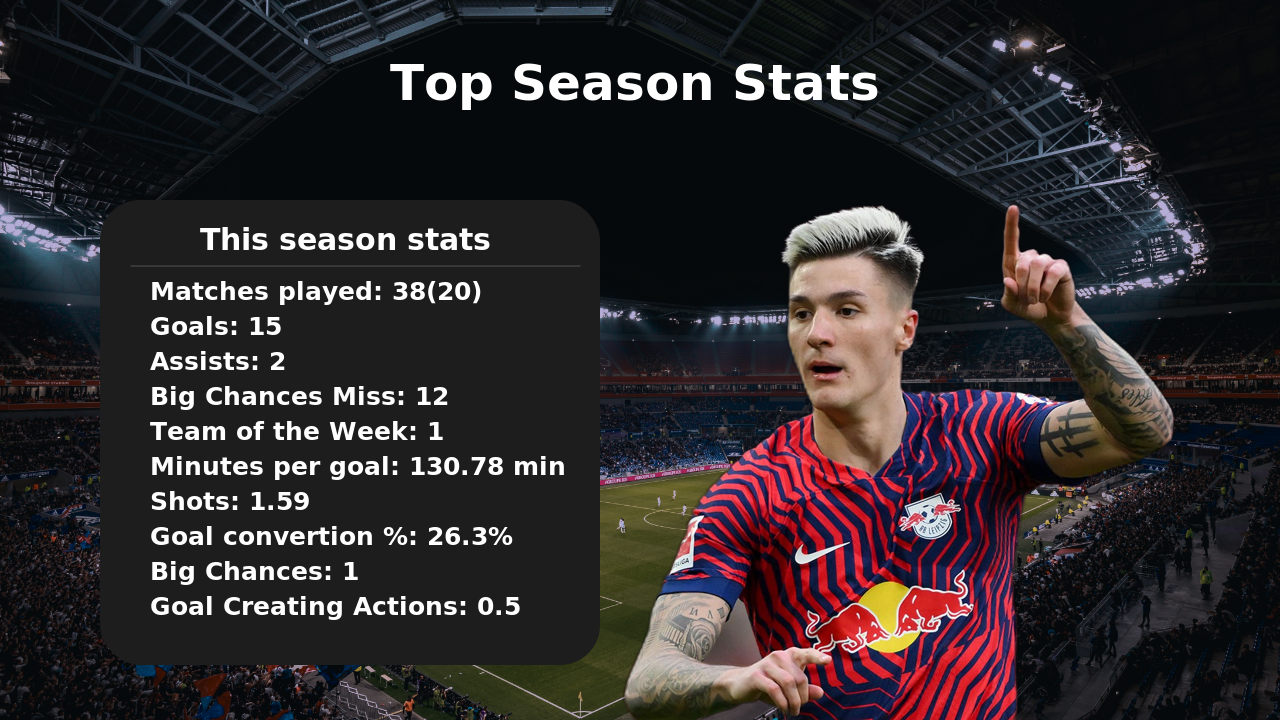 Top Season Stats
This season stats
Matches played: 38(20)
Goals: 15
Assists: 2
Big Chances Miss: 12
Team of the Week: 1
Minutes per goal: 130.78 min
Shots: 1.59
Goal convertion %: 26.3%
Big Chances: 1
Goal Creating Actions: 0.5
RB LEIPZIG